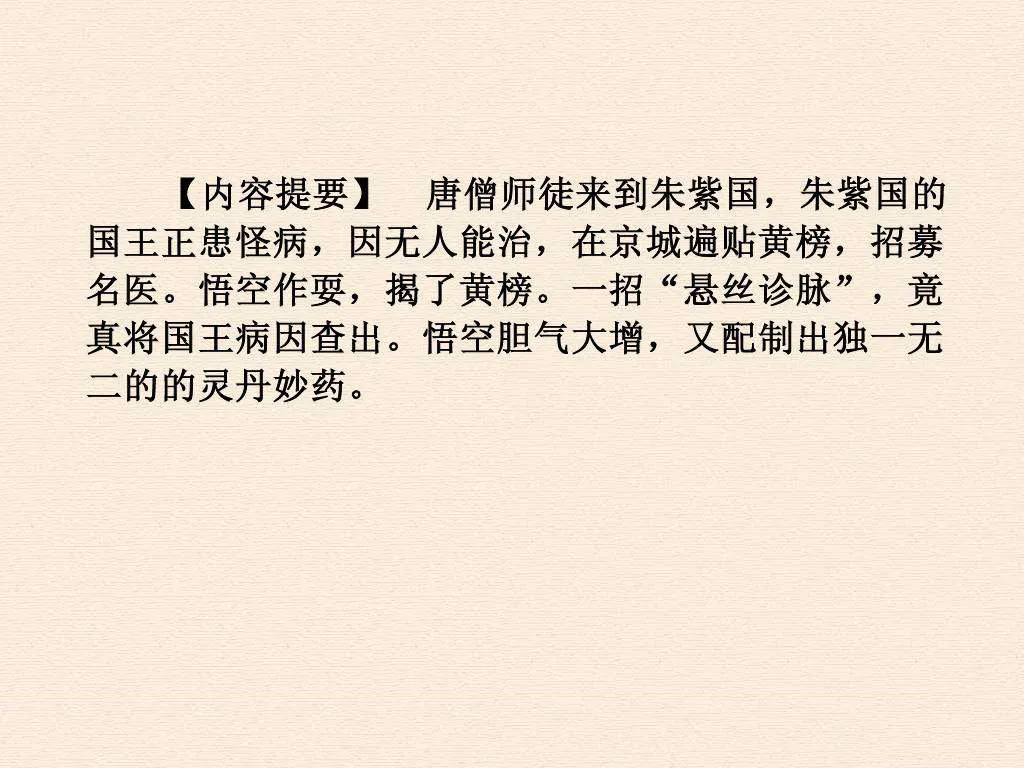 【内容提要】 唐僧师徒来到朱紫国，朱紫国的
国王正患怪病，因无人能治，在京城遍贴黄榜，招募
名医。悟空作耍，揭了黄榜。一招“悬丝诊脉”，竟
真将国王病因查出。悟空胆气大增，又配制出独一无
二的的灵丹妙药。